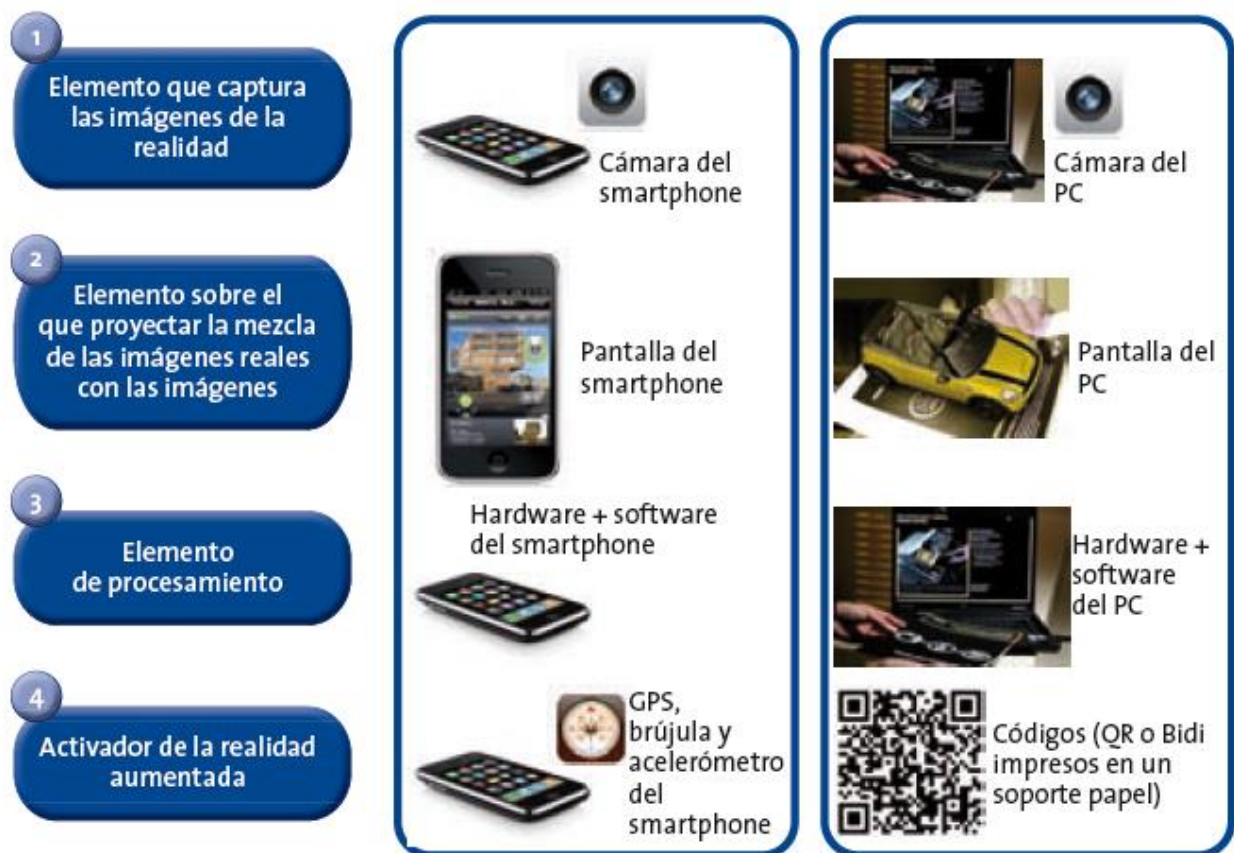 1
Elemento que captura
las imágenes de la
realidad
Cámara del
smartphone
Cámara del
PC
2
Elemento sobre el
que proyectar la mezcla
de las imágenes reales
con las imágenes
Pantalla del
smartphone
Pantalla del
PC
3
Elemento
de procesamiento
Hardware + software
del smartphone
Hardware +
software
del PC
4
Activador de la realidad
aumentada
GPS,
brújula y
acelerómetro
del
smartphone
Códigos (QR o Bidi
impresos en un
soporte papel)